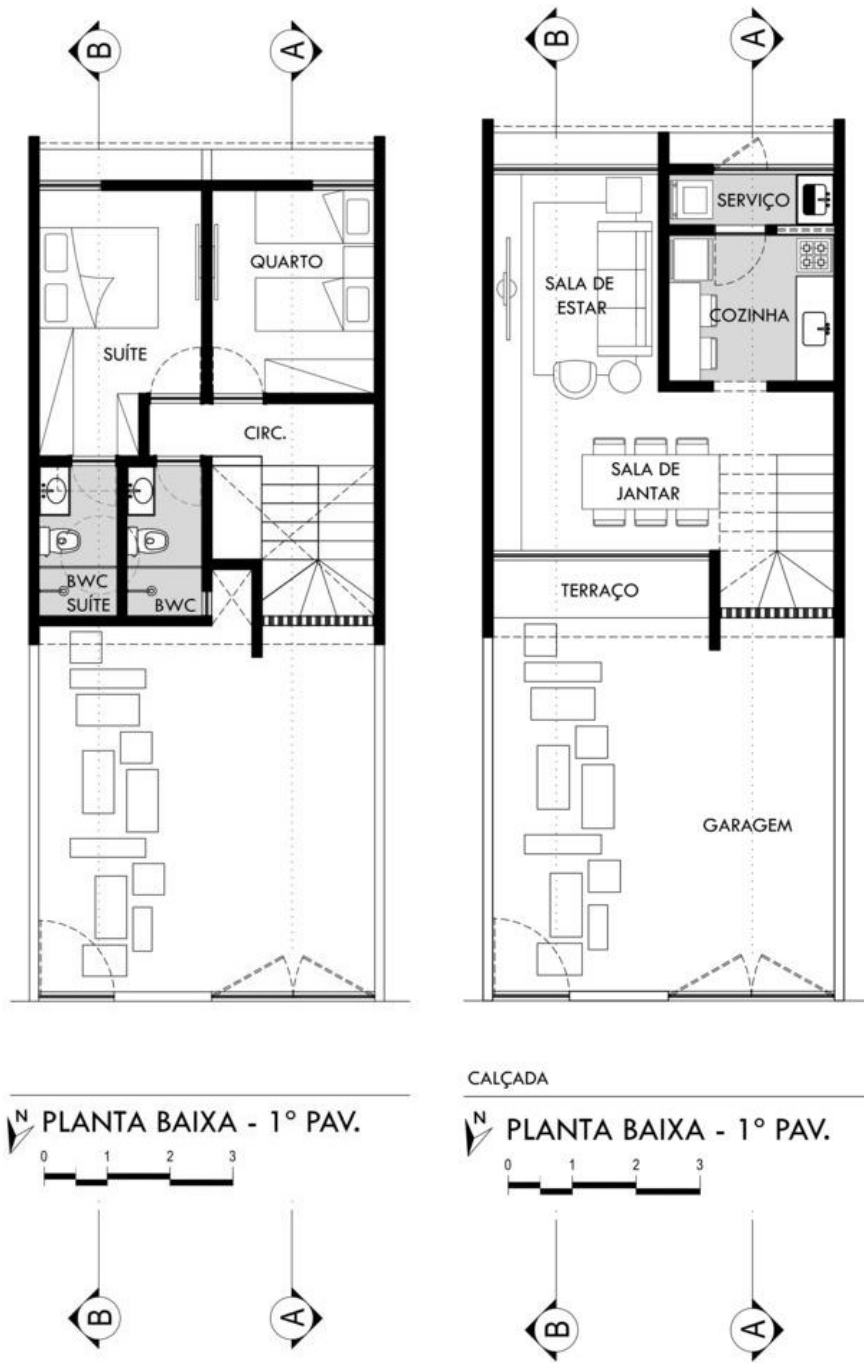 B
A
QUARTO
SUÍTE
CIRC.
BWC
SUÍTE
BWC
N
PLANTA BAIXA - 1° PAV.
0 1 2 3
B
A
B
A
SERVIÇO
SALA DE
ESTAR
COZINHA
SALA DE
JANTAR
TERRAÇO
GARAGEM
CALÇADA
N
PLANTA BAIXA - 1° PAV.
0 1 2 3
B
A